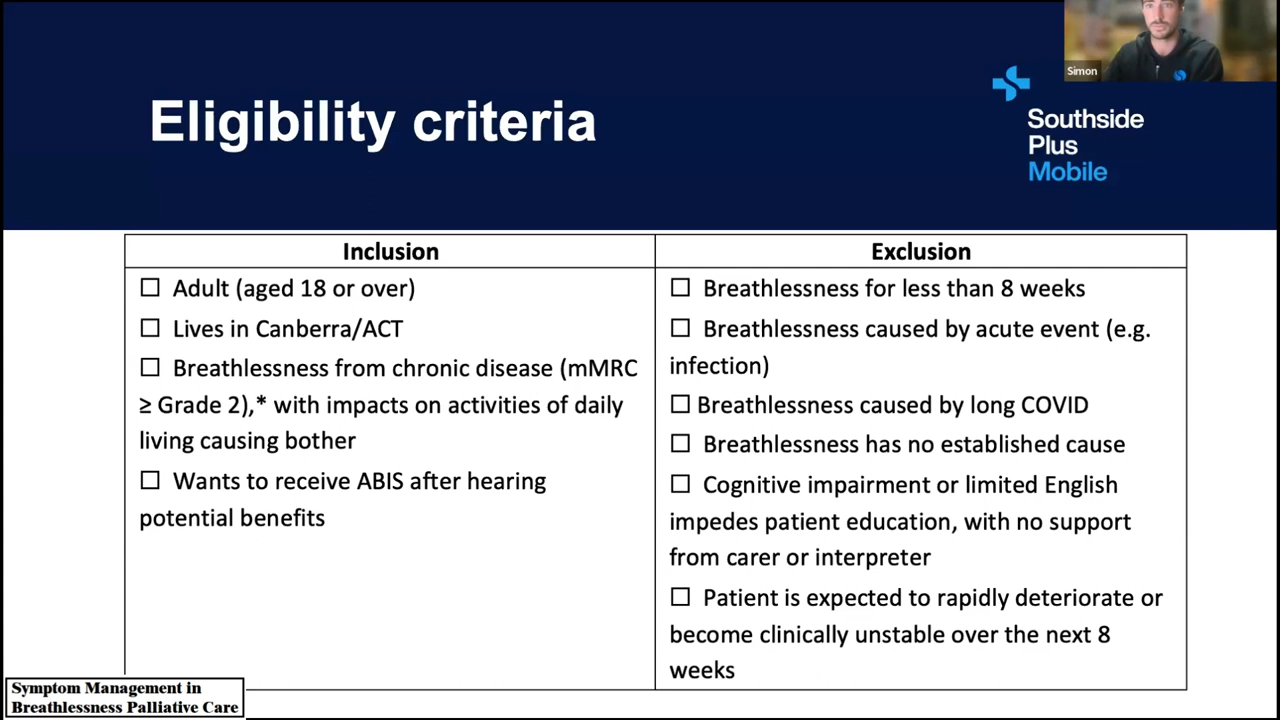 Simon
Eligibility criteria
Southside
Plus
Mobile
Inclusion
☐ Adult (aged 18 or over)
☐ Lives in Canberra/ACT
☐ Breathlessness from chronic disease (mMRC
≥ Grade 2),* with impacts on activities of daily
living causing bother
☐ Wants to receive ABIS after hearing
potential benefits
Exclusion
☐ Breathlessness for less than 8 weeks
☐ Breathlessness caused by acute event (e.g.
infection)
☐ Breathlessness caused by long COVID
☐ Breathlessness has no established cause
☐ Cognitive impairment or limited English
impedes patient education, with no support
from carer or interpreter
☐ Patient is expected to rapidly deteriorate or
become clinically unstable over the next 8
weeks
Symptom Management in
Breathlessness Palliative Care